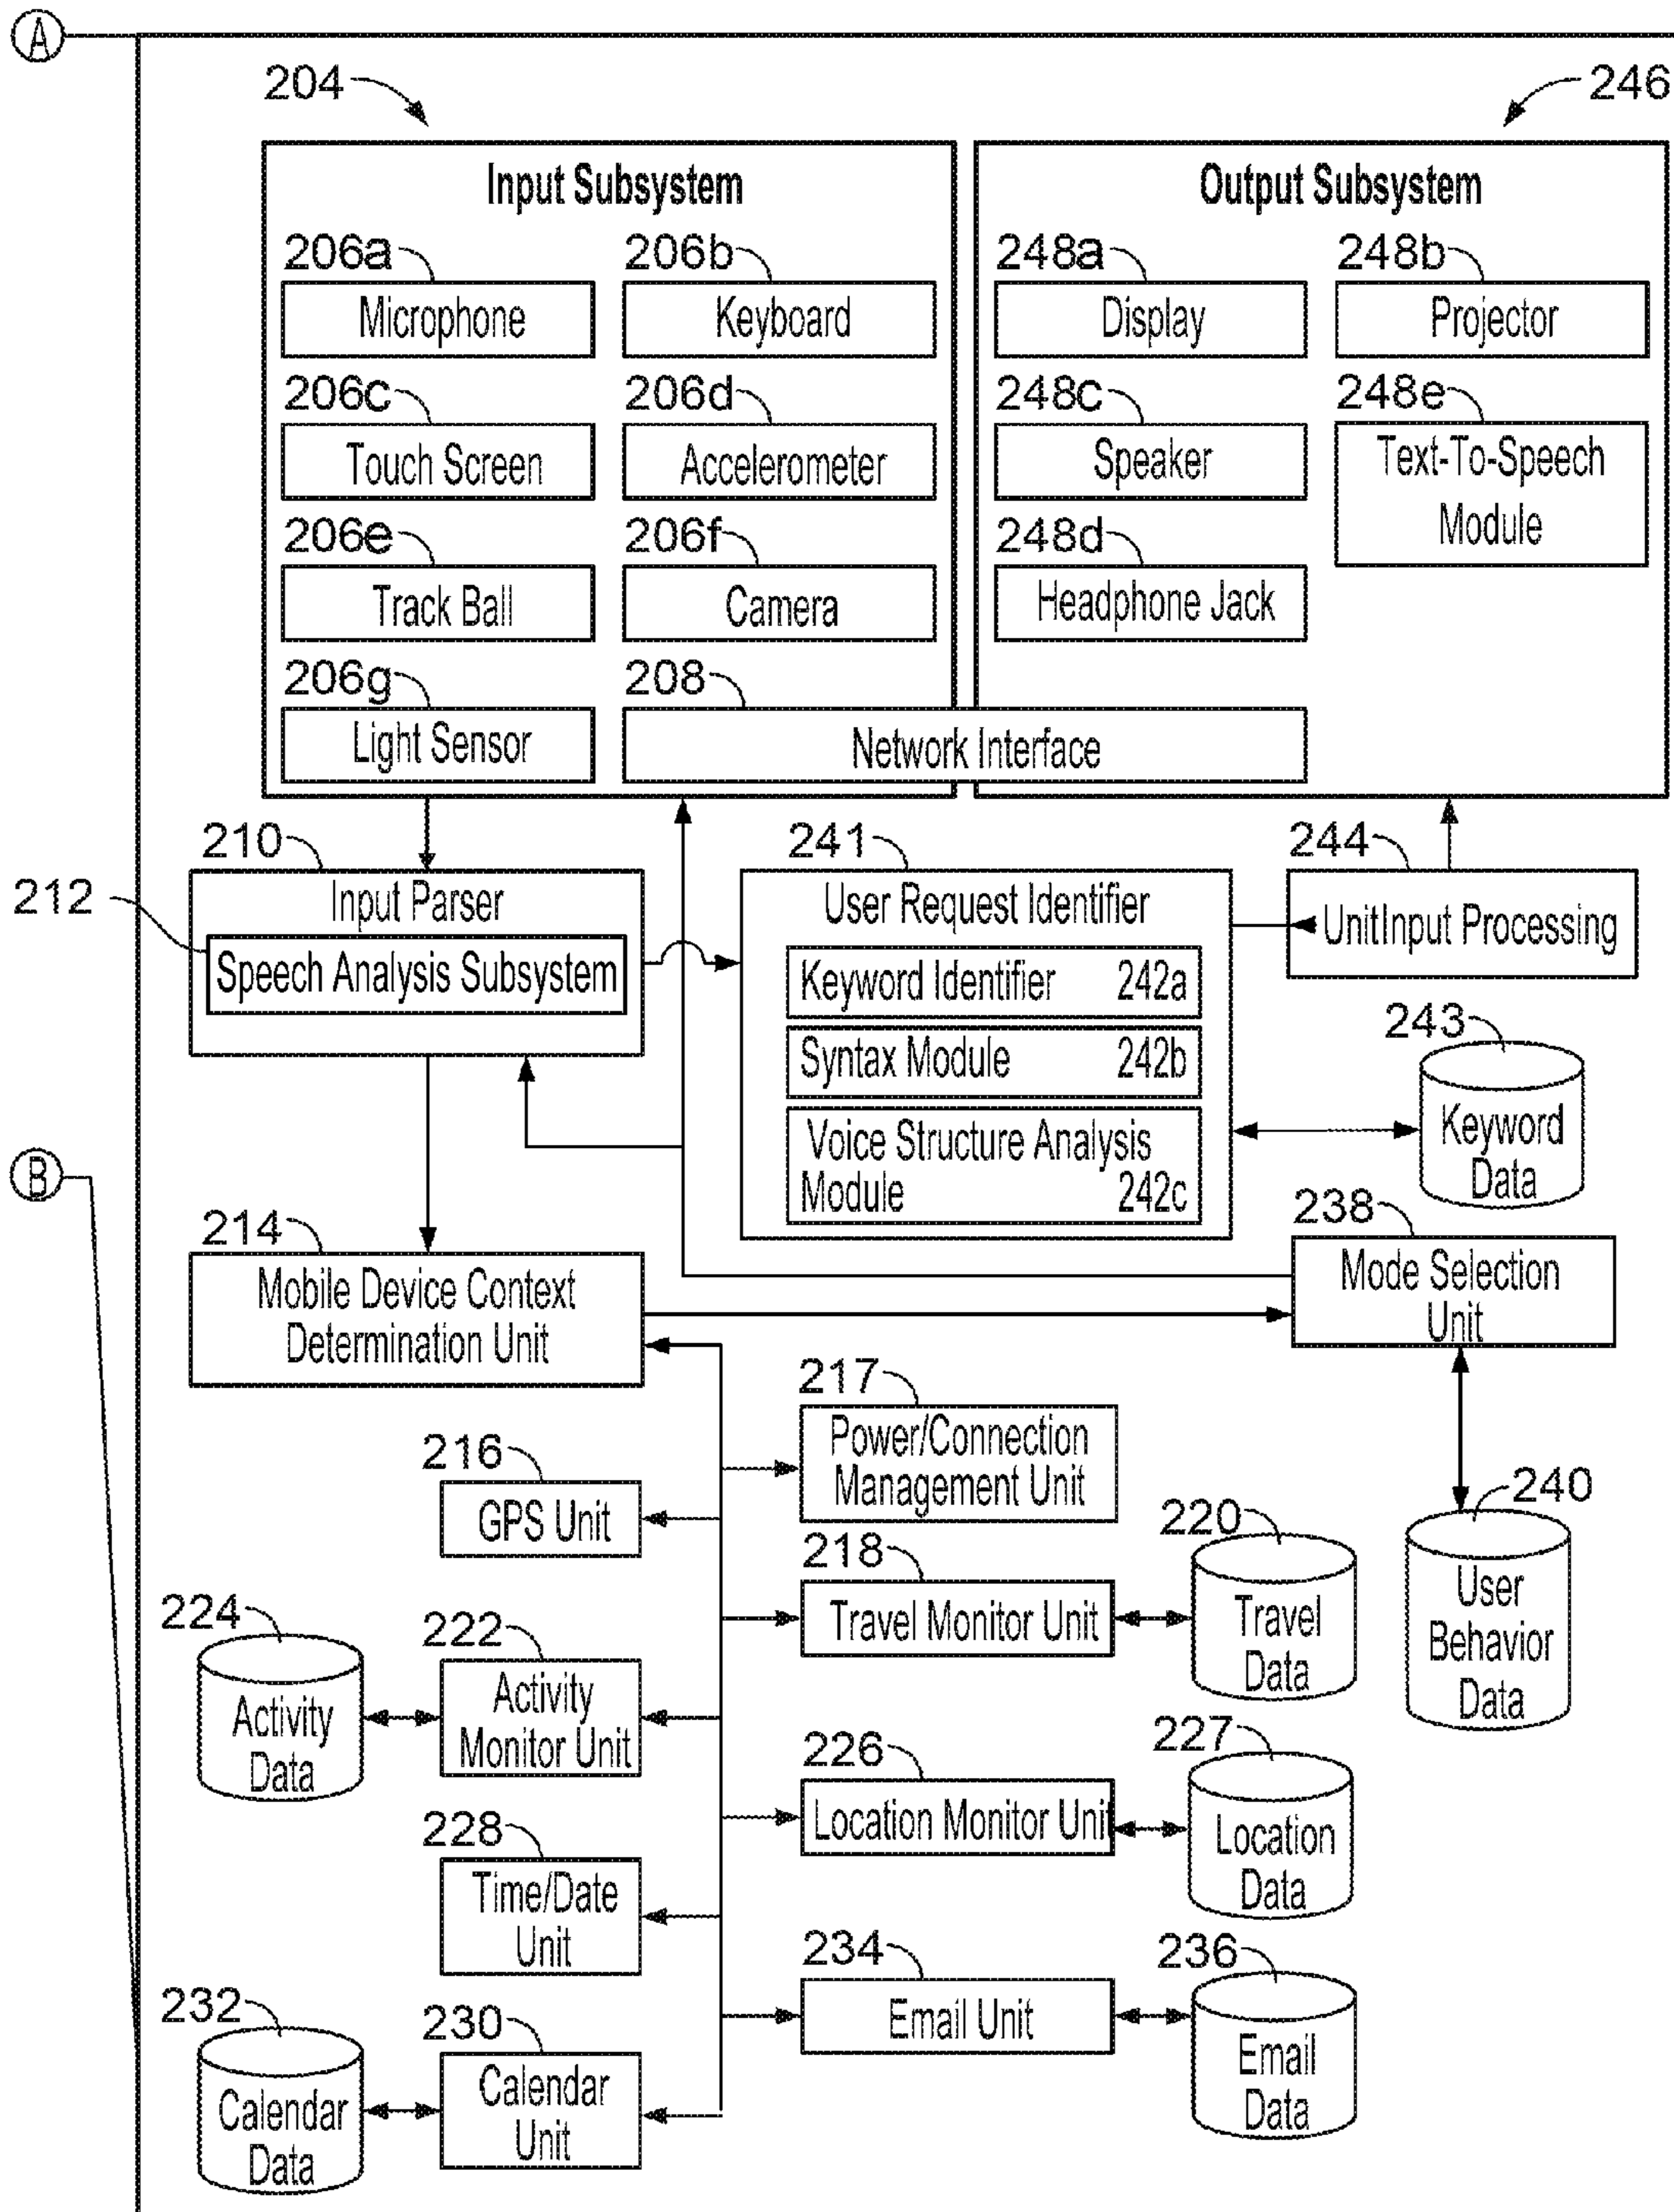 A
204
246
Input Subsystem
Output Subsystem
206a
206b
248a
248b
Microphone
Keyboard
Display
Projector
206c
206d
248c
248e
Touch Screen
Accelerometer
Speaker
Text-To-Speech
Module
206e
206f
248d
Track Ball
Camera
Headphone Jack
206g
208
Light Sensor
Network Interface
210
241
244
212
Input Parser
Speech Analysis Subsystem
User Request Identifier
UnitInput Processing
Keyword Identifier 242a
Syntax Module 242b
Voice Structure Analysis
Module 242c
243
Keyword
Data
B
214
238
Mobile Device Context
Determination Unit
Mode Selection
Unit
217
Power/Connection
Management Unit
216
GPS Unit
240
User
Behavior
Data
218
Travel Monitor Unit
220
Travel
Data
224
Activity
Data
222
Activity
Monitor Unit
226
Location Monitor Unit
227
Location
Data
228
Time/Date
Unit
234
Email Unit
236
Email
Data
232
Calendar
Data
230
Calendar
Unit